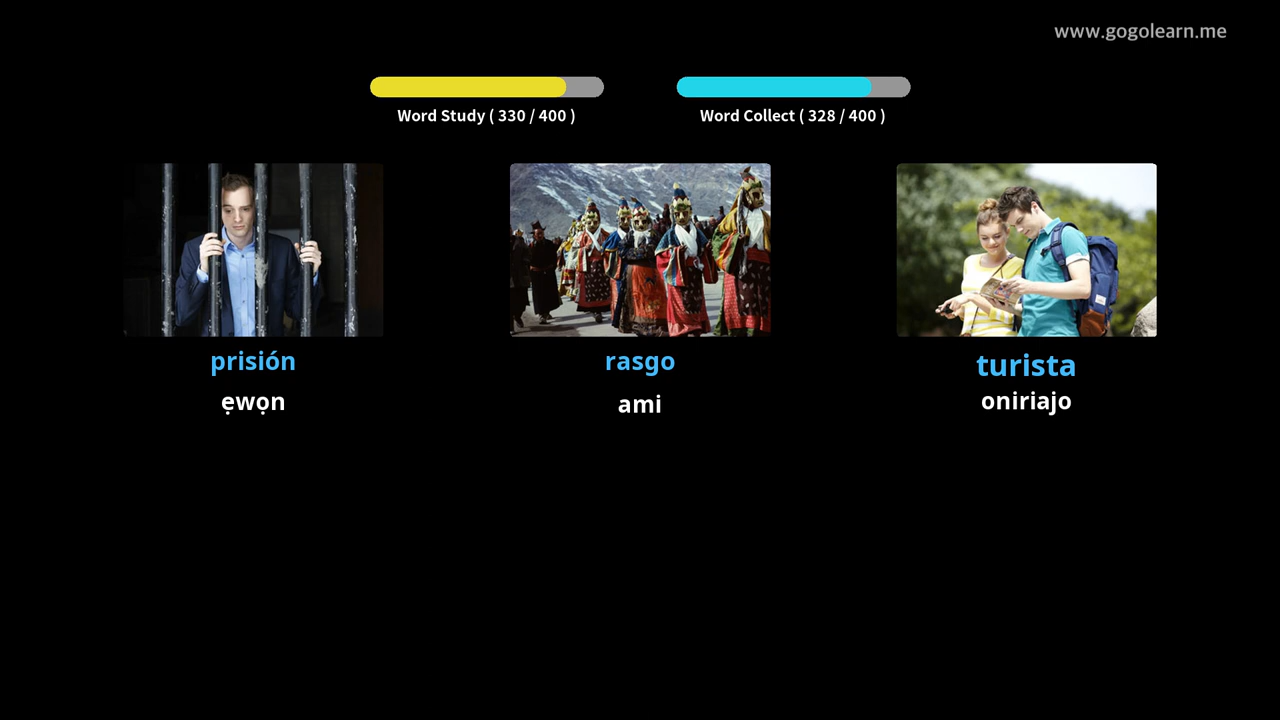 www.gogolearn.me
Word Study ( 330 / 400 )
Word Collect ( 328 / 400 )
prisión
rasgo
turista
ẹwọn
ami
oniriajo